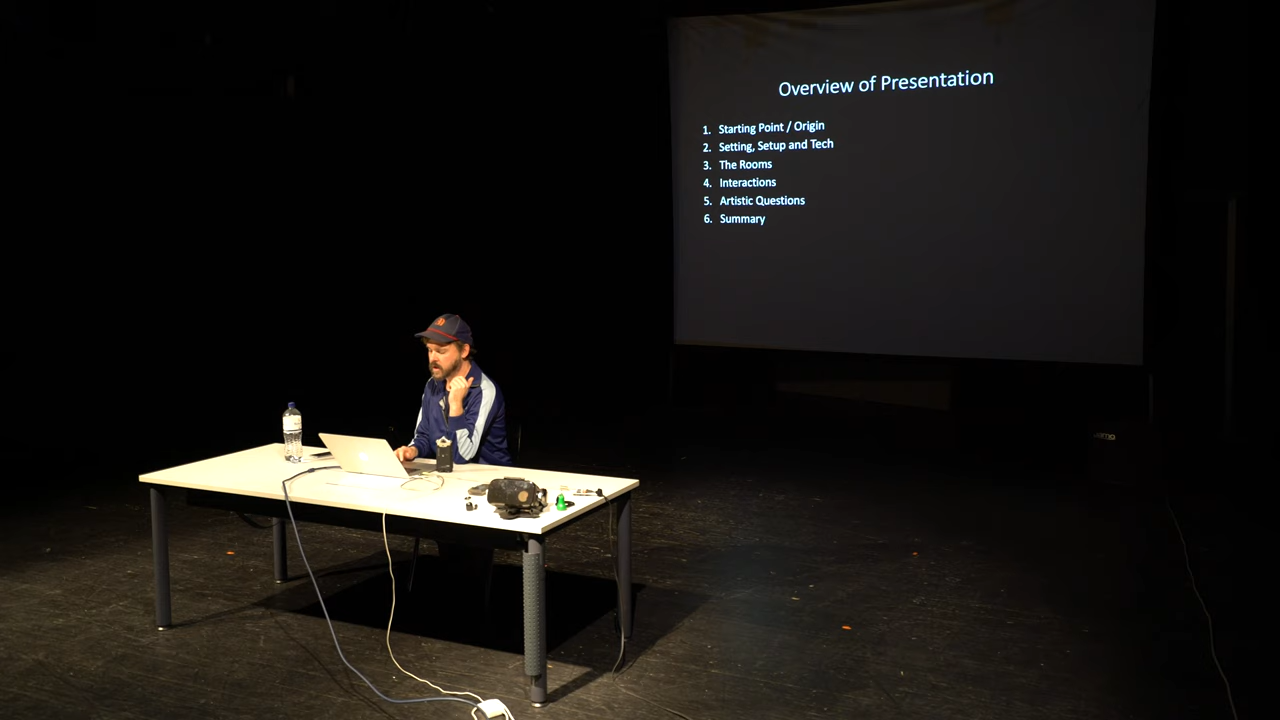 Overview of Presentation
1. Starting Point / Origin
2. Setting, Setup and Tech
3. The Rooms
4. Interactions
5. Artistic Questions
6. Summary